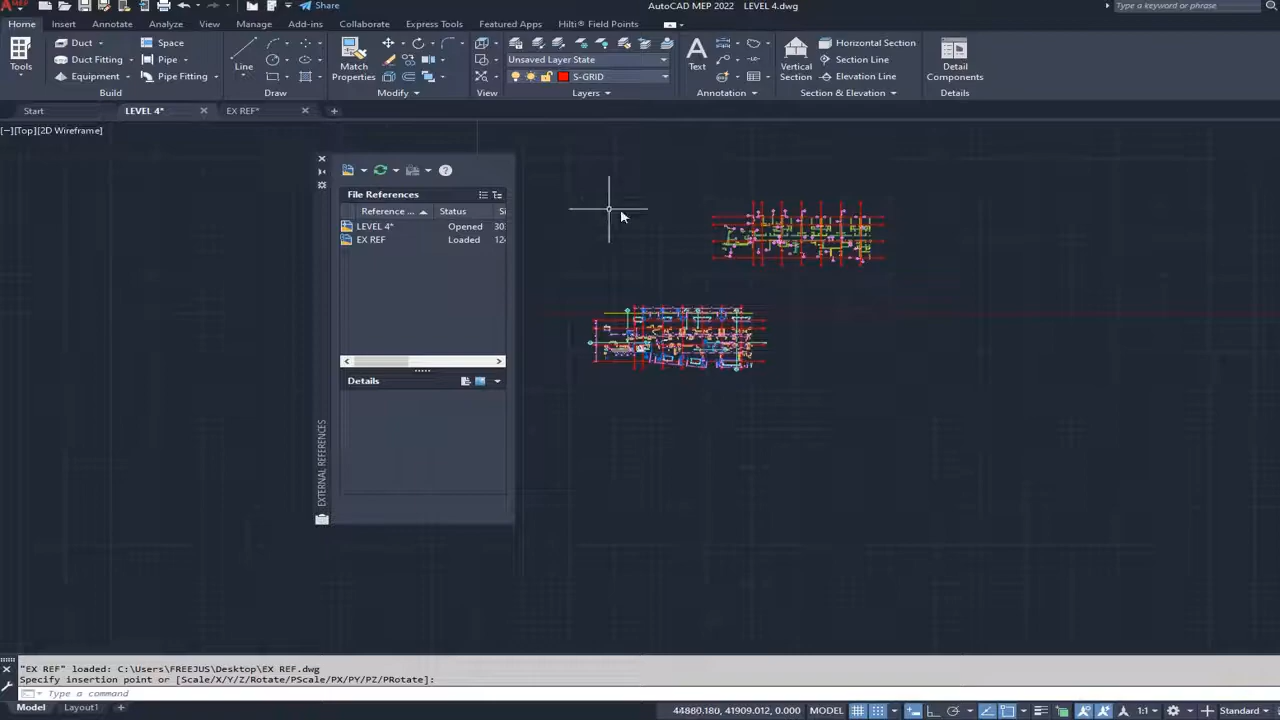 MEP
Share
AutoCAD MEP 2022 LEVEL 4.dwg
Type a keyword or phrase
Home Insert Annotate Analyze View Manage Add-ins Collaborate Express Tools Featured Apps Hilti® Field Points
Tools
Duct
Duct Fitting
Equipment
Space
Pipe
Pipe Fitting
Build
Line
Draw
Match
Properties
Modify
View
Unsaved Layer State
S-GRID
Layers
Text
Annotation
Vertical
Section
Horizontal Section
Section Line
Elevation Line
Section & Elevation
Detail
Components
Details
Start LEVEL 4* EX REF*
[−][Top][2D Wireframe]
File References
Reference ... Status Si
LEVEL 4* Opened 30
EX REF Loaded 12
Details
EXTERNAL REFERENCES
"EX REF" loaded: C:\Users\FREEJUS\Desktop\EX REF.dwg
Specify insertion point or [Scale/X/Y/Z/Rotate/PScale/PX/PY/PZ/PRotate]:
Type a command
Model Layout1
44880.180, 41909.012, 0.000 MODEL 1:1 Standard